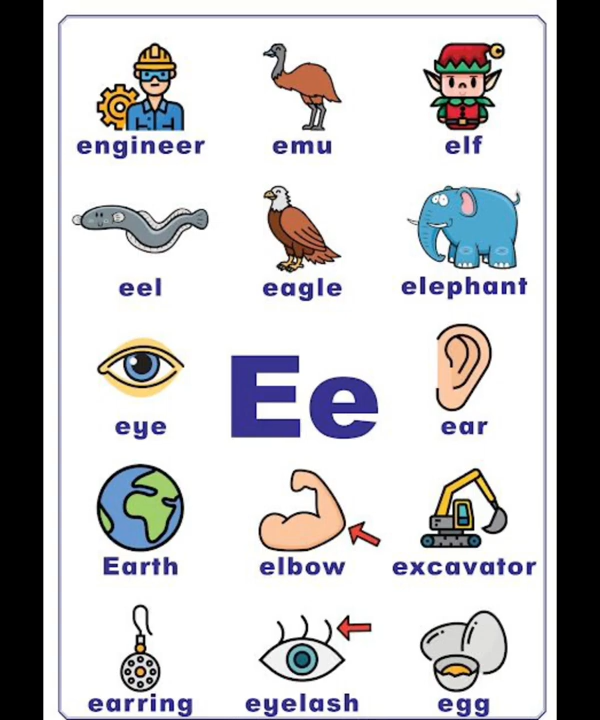 engineer emu elf
eel eagle elephant
eye Ee ear
Earth elbow excavator
earring eyelash egg